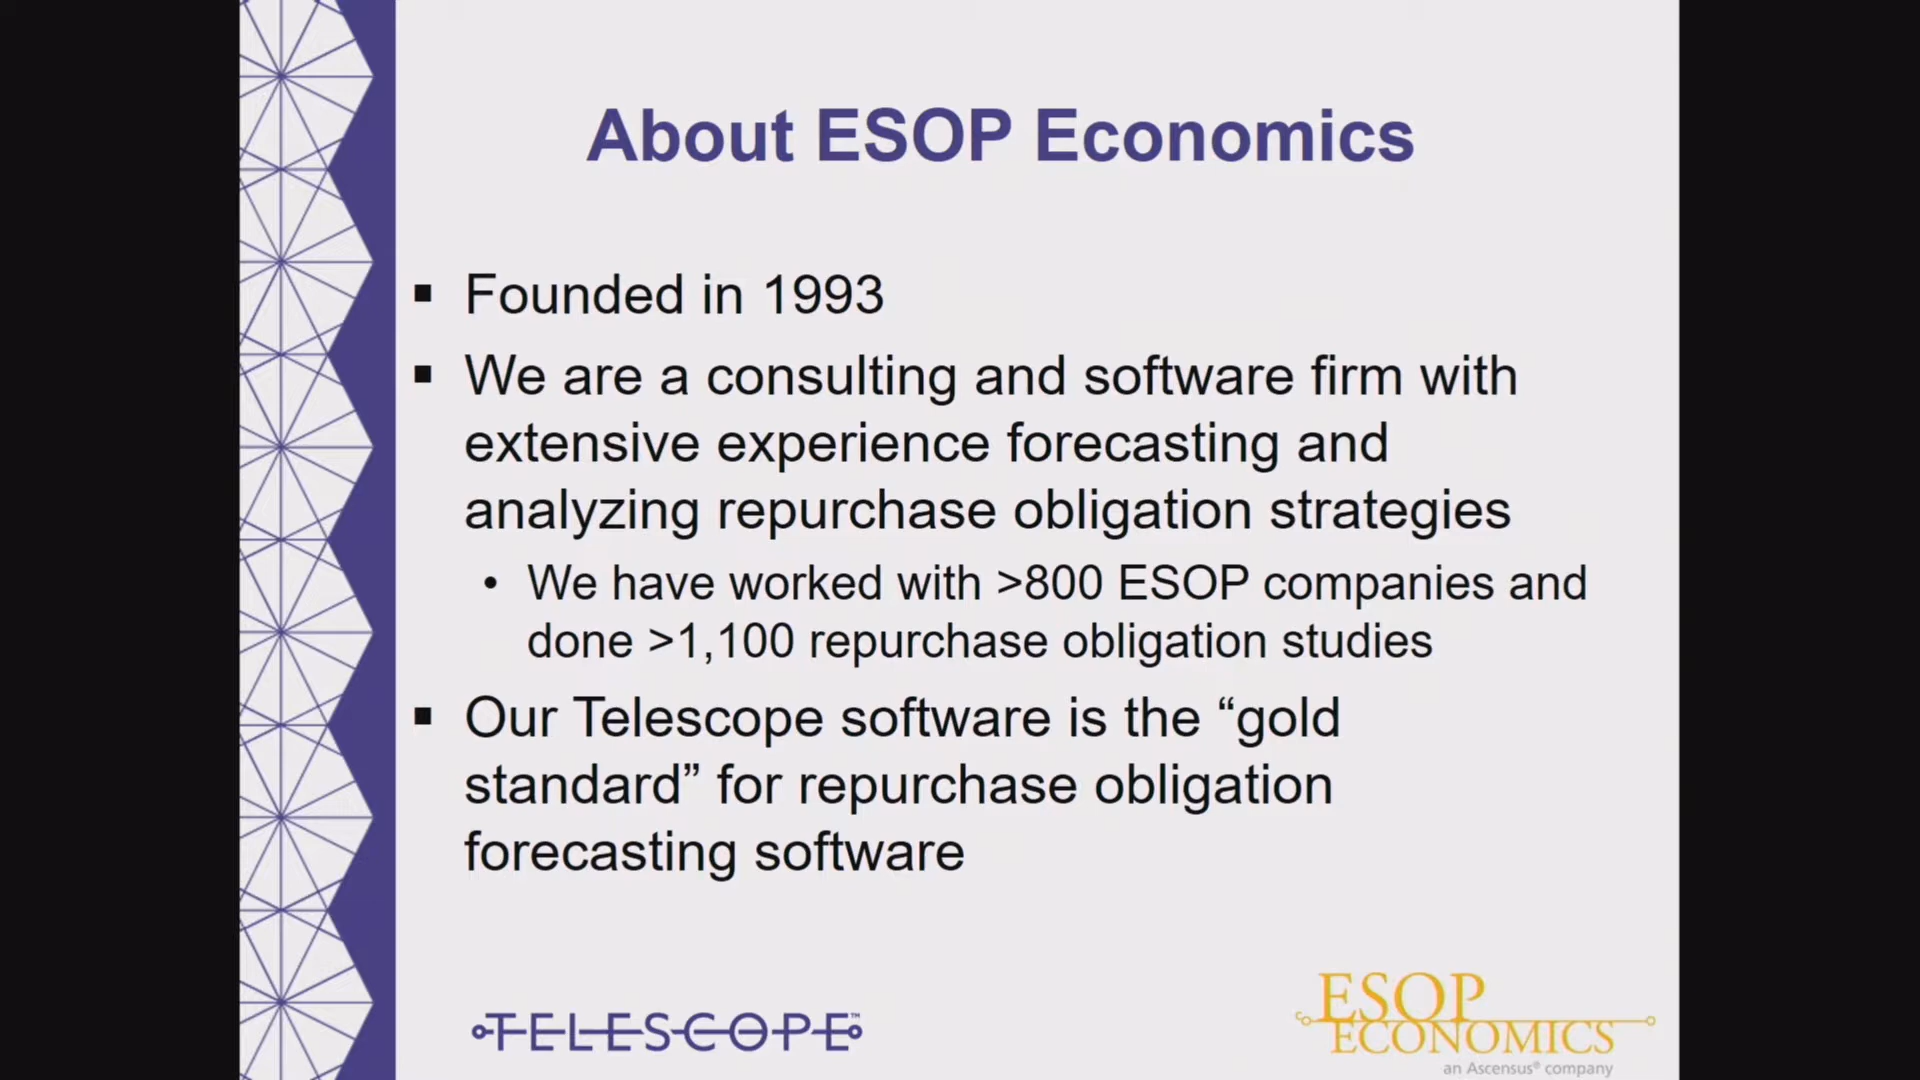 About ESOP Economics
▪ Founded in 1993
▪ We are a consulting and software firm with
extensive experience forecasting and
analyzing repurchase obligation strategies
• We have worked with >800 ESOP companies and
done >1,100 repurchase obligation studies
▪ Our Telescope software is the “gold
standard” for repurchase obligation
forecasting software
TELESCOPE™
ESOP
ECONOMICS
an Ascensus® company